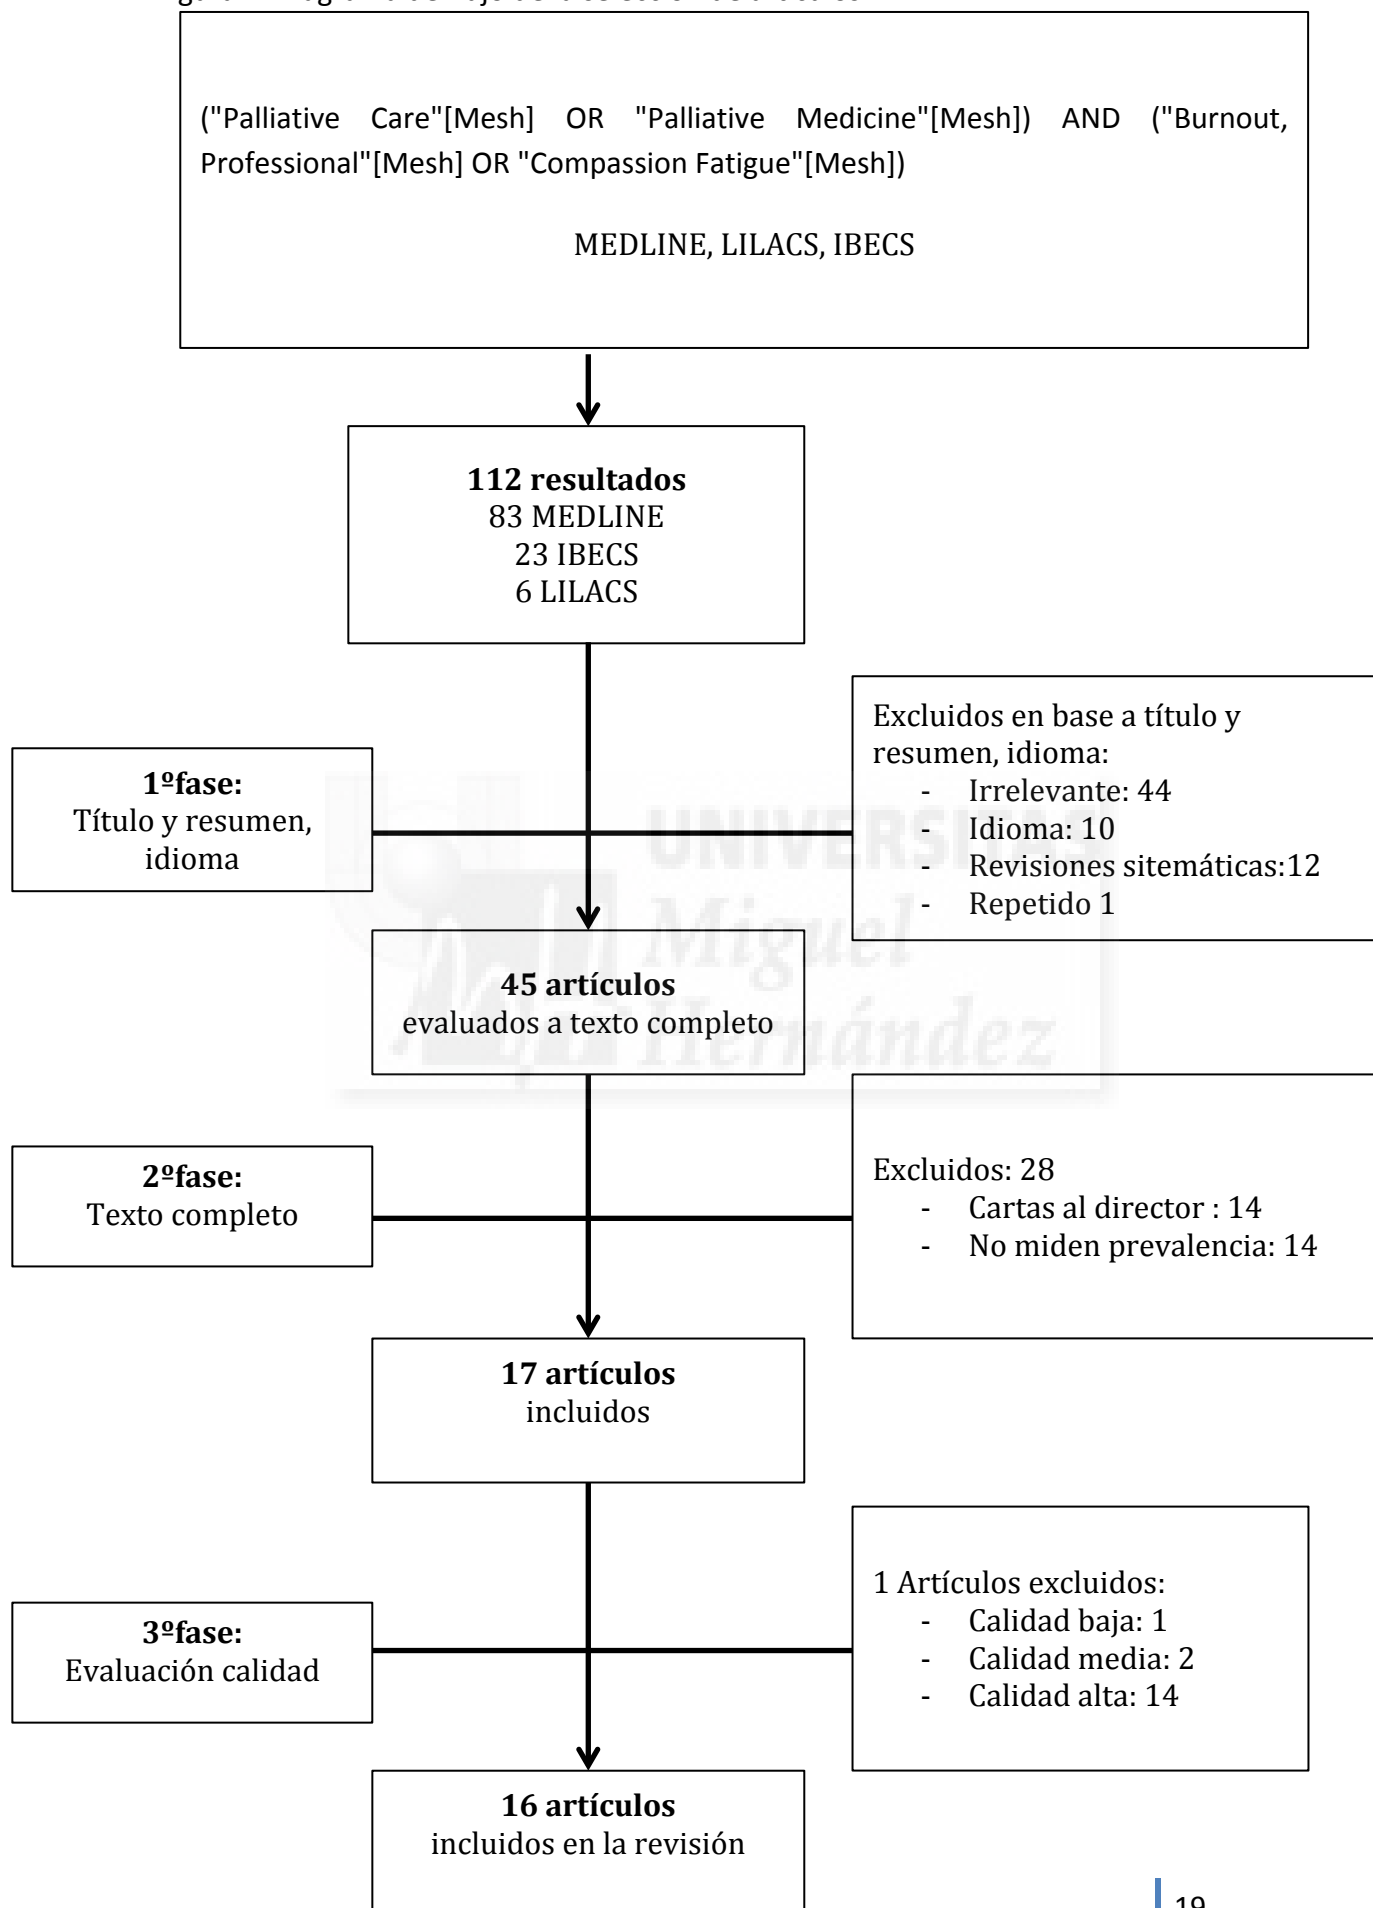 ("Palliative Care"[Mesh] OR "Palliative Medicine"[Mesh]) AND ("Burnout,
Professional"[Mesh] OR "Compassion Fatigue"[Mesh])
MEDLINE, LILACS, IBECS
112 resultados
83 MEDLINE
23 IBECS
6 LILACS
Excluidos en base a título y
resumen, idioma:
- Irrelevante: 44
- Idioma: 10
- Revisiones sitemáticas:12
- Repetido 1
1ºfase:
Título y resumen,
idioma
UNIVERSITAS
Miguel
Hernández
45 artículos
evaluados a texto completo
2ºfase:
Texto completo
Excluidos: 28
- Cartas al director : 14
- No miden prevalencia: 14
17 artículos
incluidos
1 Artículos excluidos:
- Calidad baja: 1
- Calidad media: 2
- Calidad alta: 14
3ºfase:
Evaluación calidad
16 artículos
incluidos en la revisión
19